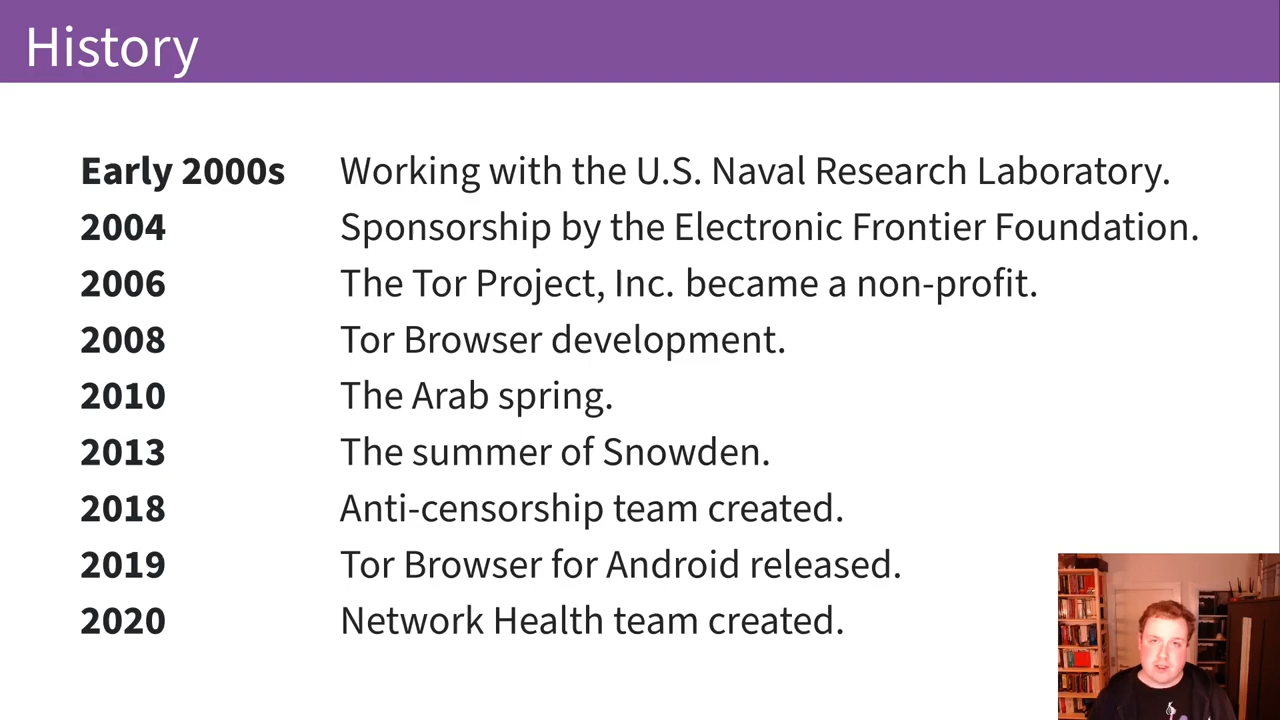 History
Early 2000s Working with the U.S. Naval Research Laboratory.
2004 Sponsorship by the Electronic Frontier Foundation.
2006 The Tor Project, Inc. became a non-profit.
2008 Tor Browser development.
2010 The Arab spring.
2013 The summer of Snowden.
2018 Anti-censorship team created.
2019 Tor Browser for Android released.
2020 Network Health team created.